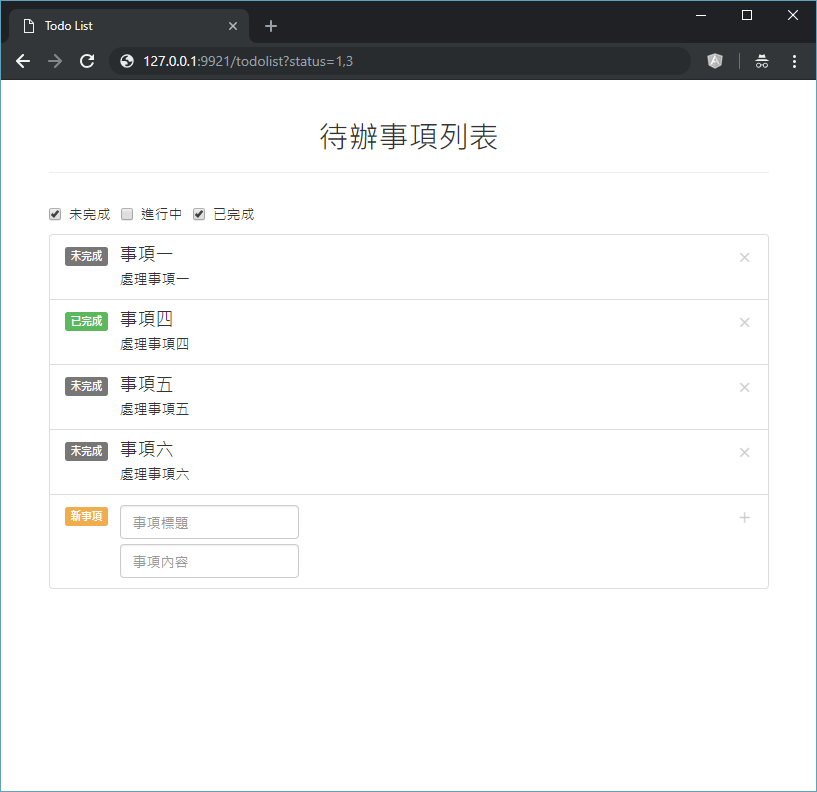 Todo List
127.0.0.1:9921/todolist?status=1,3
待辦事項列表
未完成 進行中 已完成
未完成 事項一
處理事項一
已完成 事項四
處理事項四
未完成 事項五
處理事項五
未完成 事項六
處理事項六
新事項 事項標題
事項內容